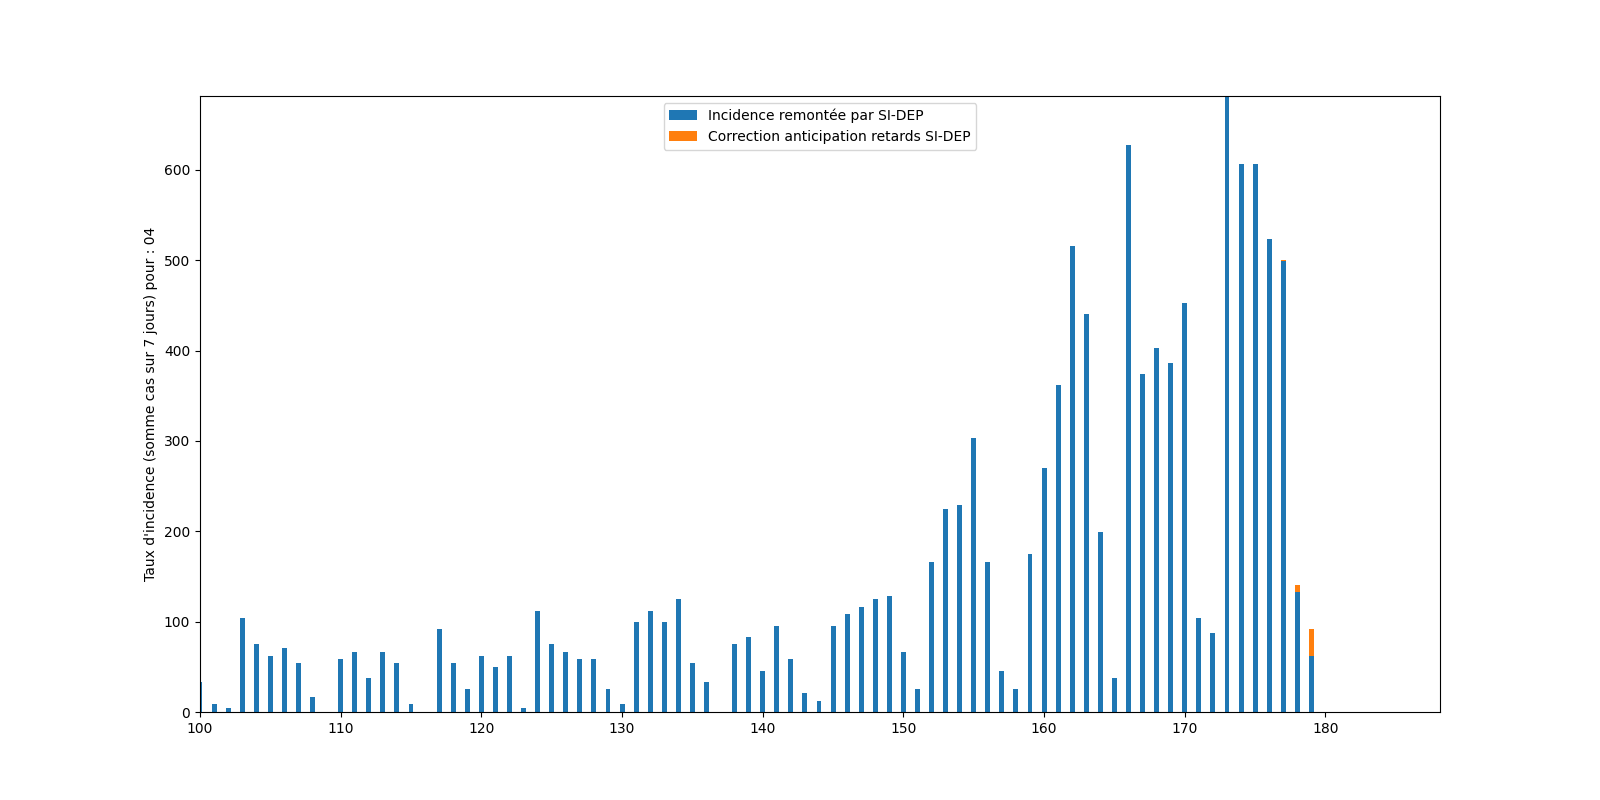 Incidence remontée par SI-DEP
Correction anticipation retards SI-DEP
Taux d'incidence (somme cas sur 7 jours) pour : 04
600
500
400
300
200
100
0
100 110 120 130 140 150 160 170 180